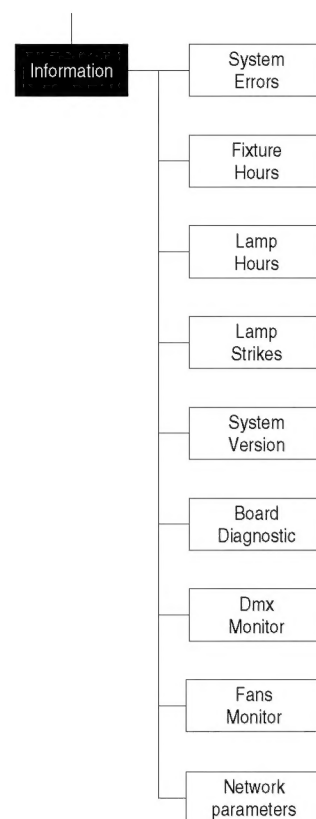 Information
System
Errors
Fixture
Hours
Lamp
Hours
Lamp
Strikes
System
Version
Board
Diagnostic
Dmx
Monitor
Fans
Monitor
Network
parameters